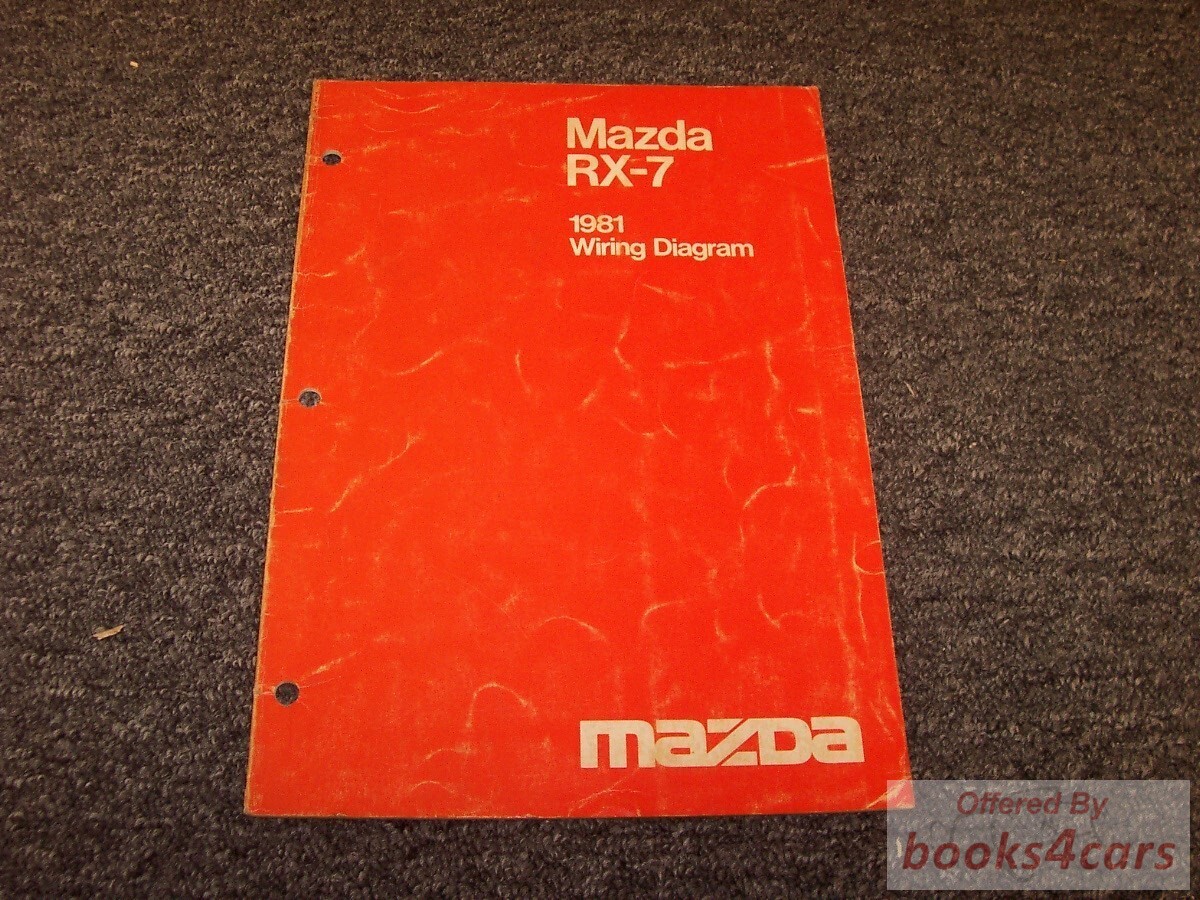 Mazda
RX-7
1981
Wiring Diagram
mazda
Offered By
books4cars